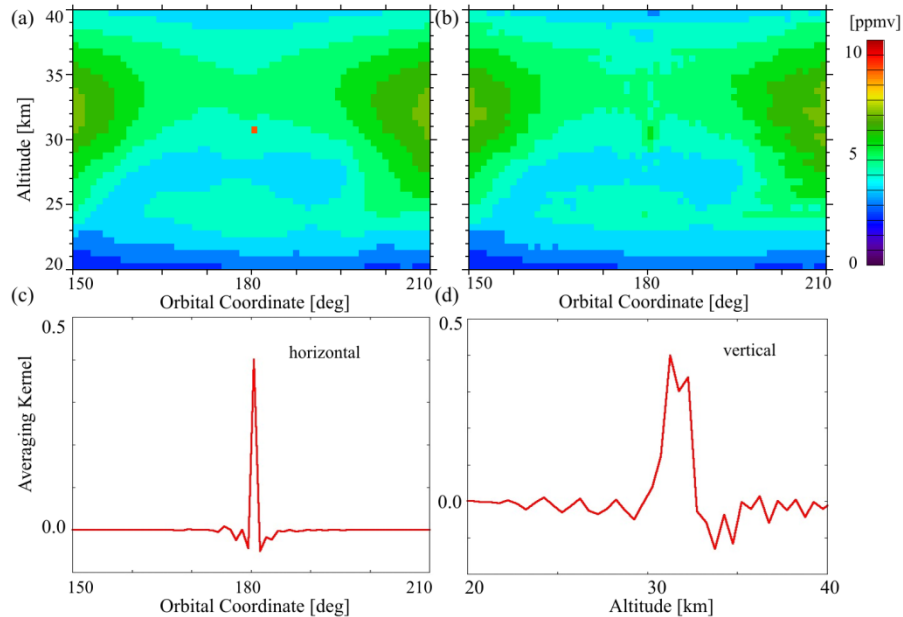 (a)
(b)
[ppmv]
40
35
30
25
20
Altitude [km]
150
180
210
Orbital Coordinate [deg]
150
180
210
Orbital Coordinate [deg]
10
5
0
(c)
(d)
0.5
0.0
Averaging Kernel
horizontal
150
180
210
Orbital Coordinate [deg]
0.5
0.0
vertical
20
30
40
Altitude [km]